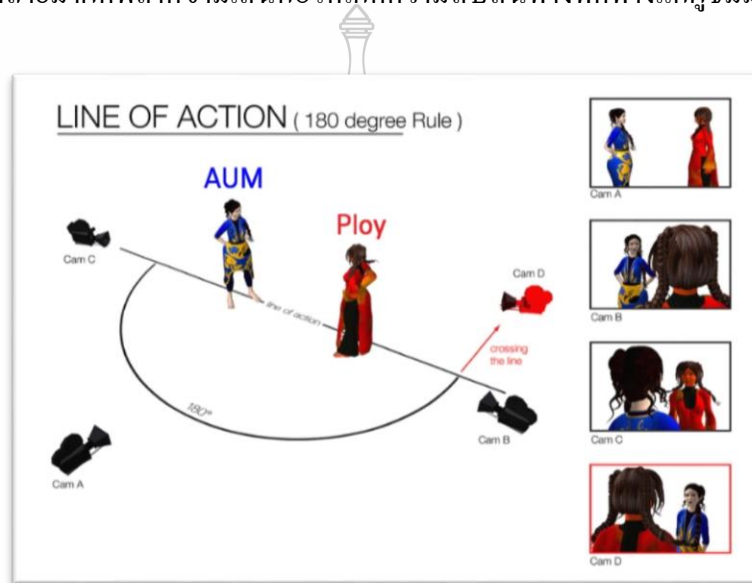 LINE OF ACTION ( 180 degree Rule )
AUM
Ploy
Cam C
line of action
Cam D
crossing
the line
180°
Cam B
Cam A
Cam A
Cam B
Cam C
Cam D